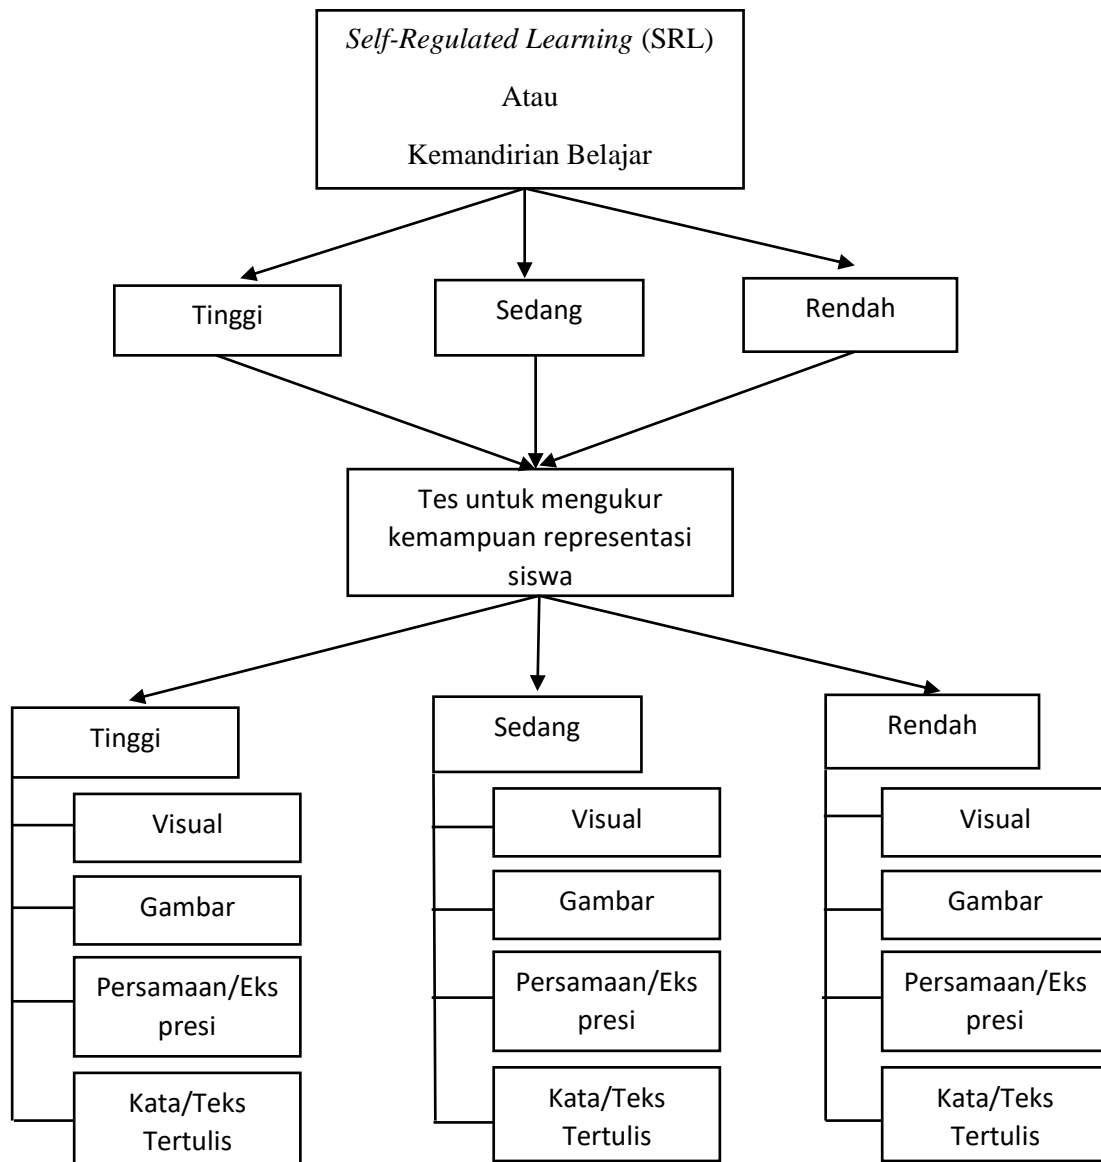 Self-Regulated Learning (SRL)
Atau
Kemandirian Belajar
Tinggi
Sedang
Rendah
Tes untuk mengukur
kemampuan representasi
siswa
Tinggi
Sedang
Rendah
Visual
Visual
Visual
Gambar
Gambar
Gambar
Persamaan/Eks
presi
Persamaan/Eks
presi
Persamaan/Eks
presi
Kata/Teks
Tertulis
Kata/Teks
Tertulis
Kata/Teks
Tertulis